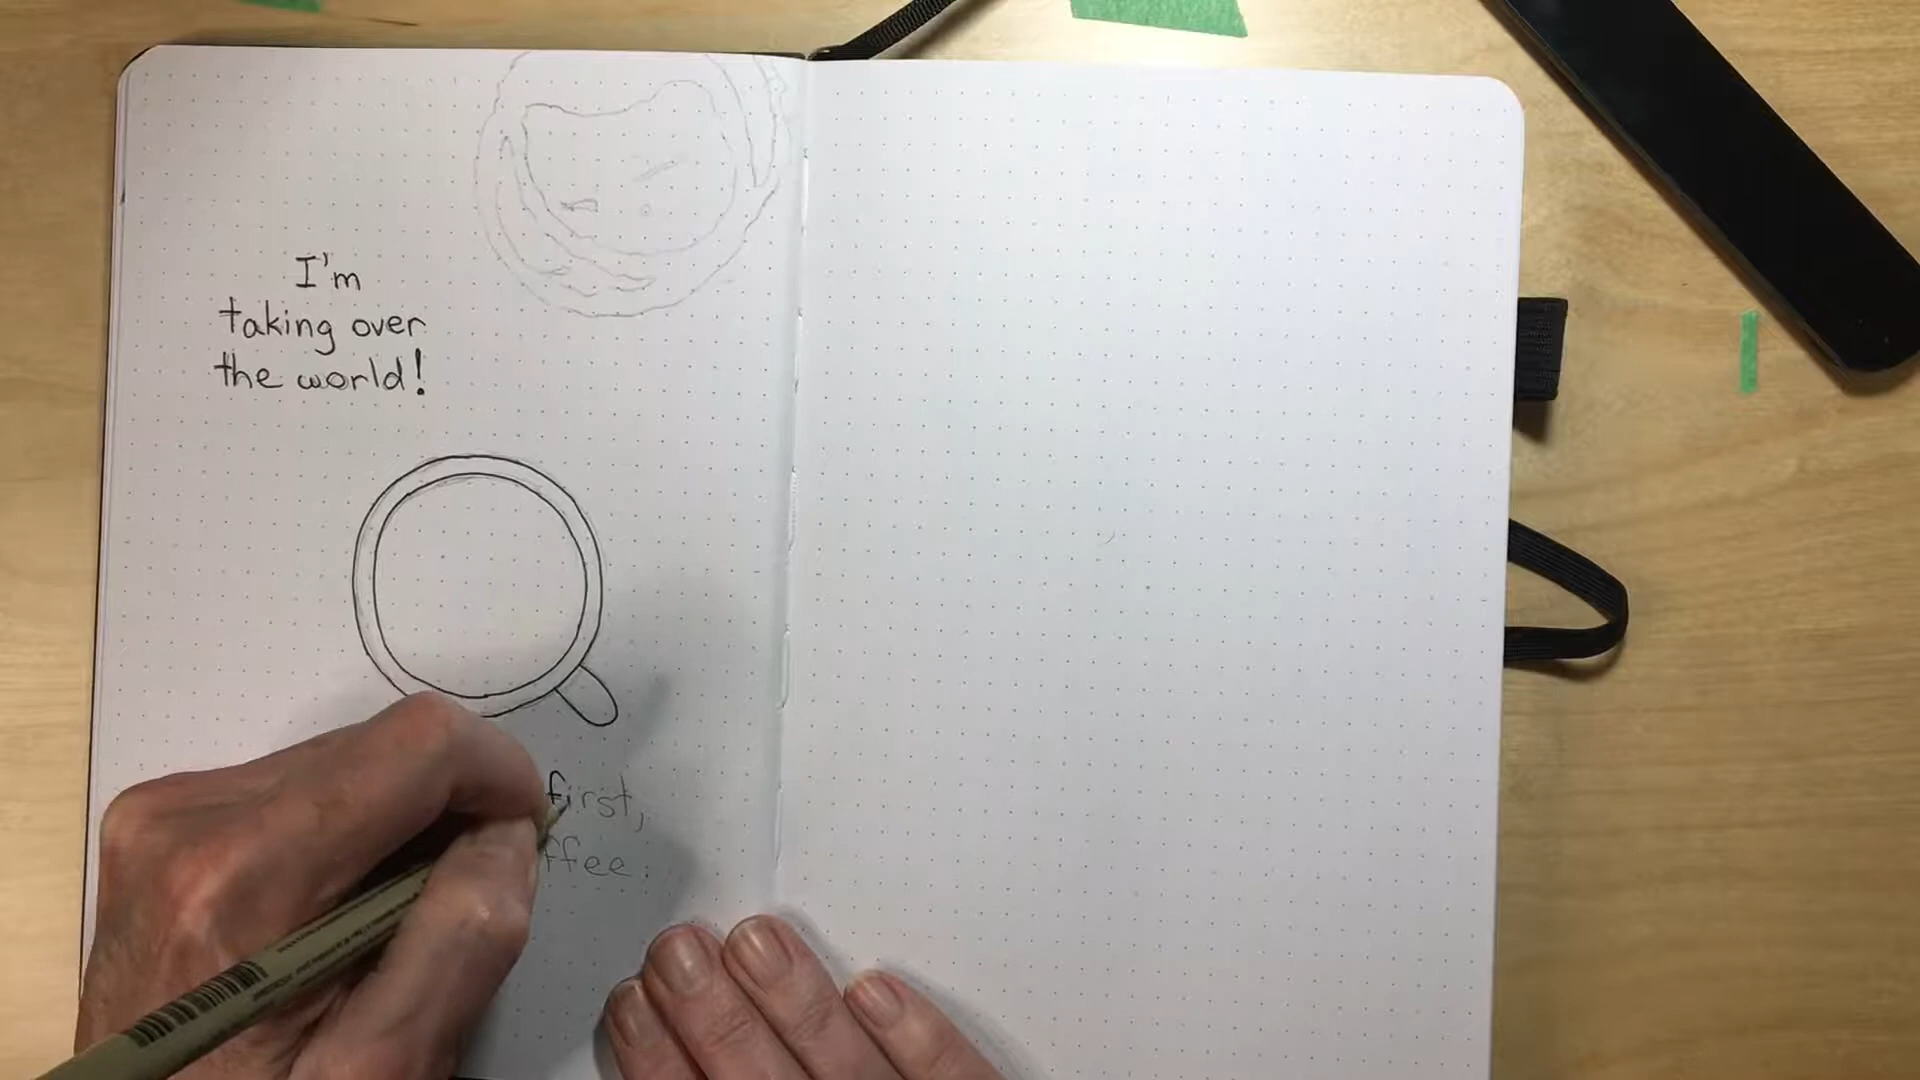 I'm
taking over
the world!
first,
ffee